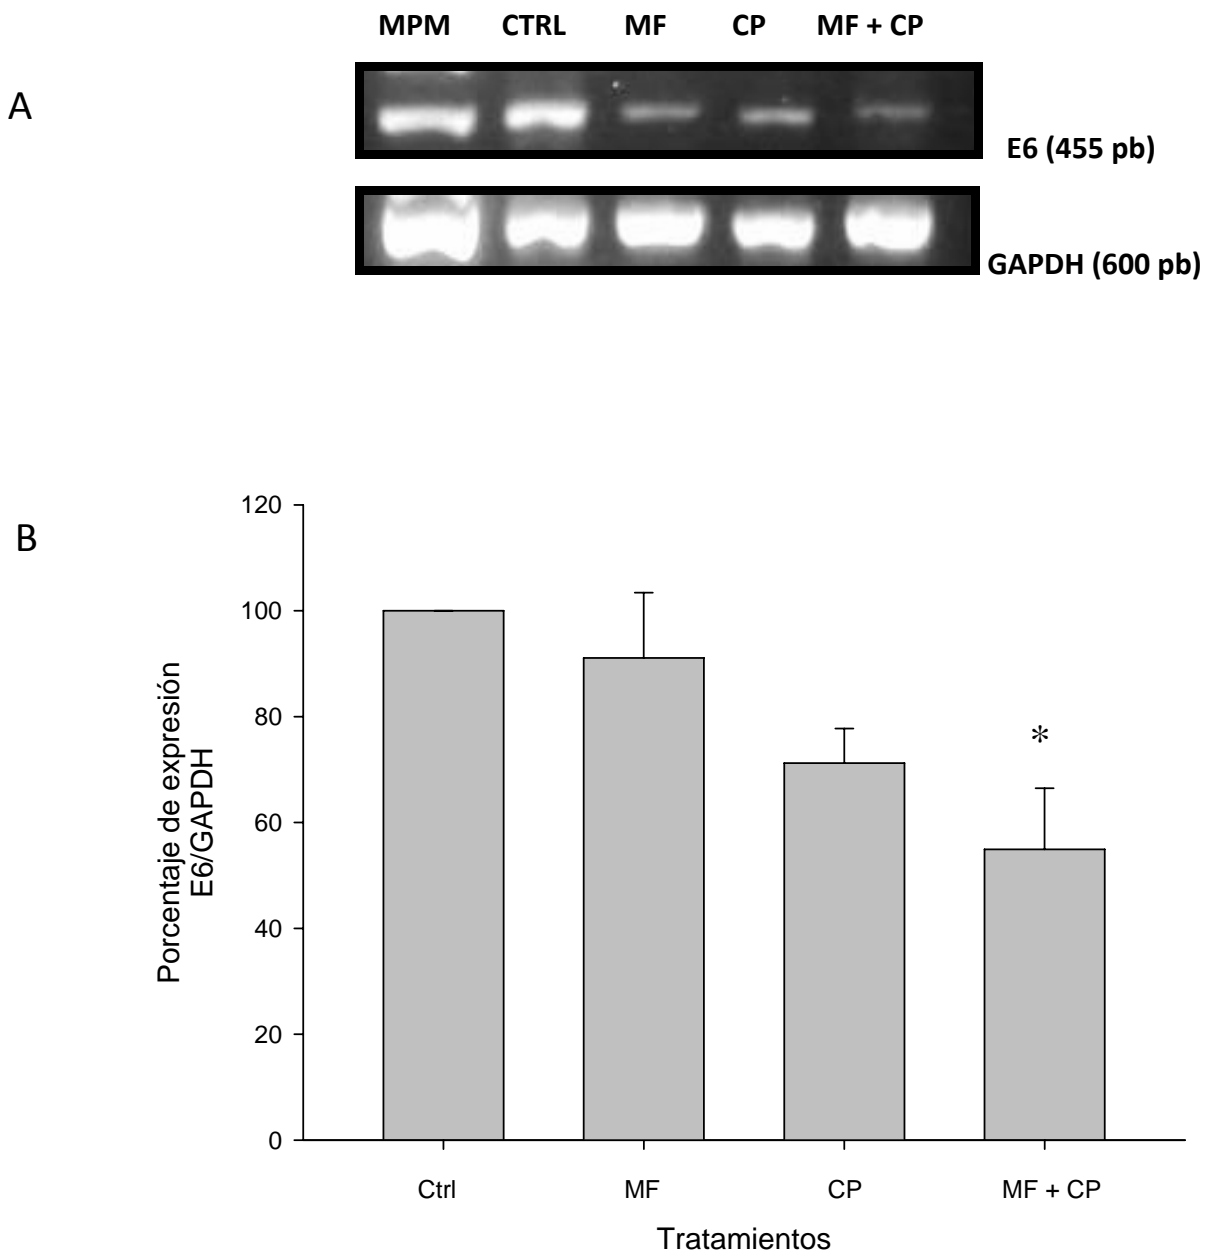 MPM CTRL MF CP MF + CP
A
E6 (455 pb)
GAPDH (600 pb)
B
120
100
80
60
40
20
0
Porcentaje de expresión
E6/GAPDH
*
Ctrl MF CP MF + CP
Tratamientos